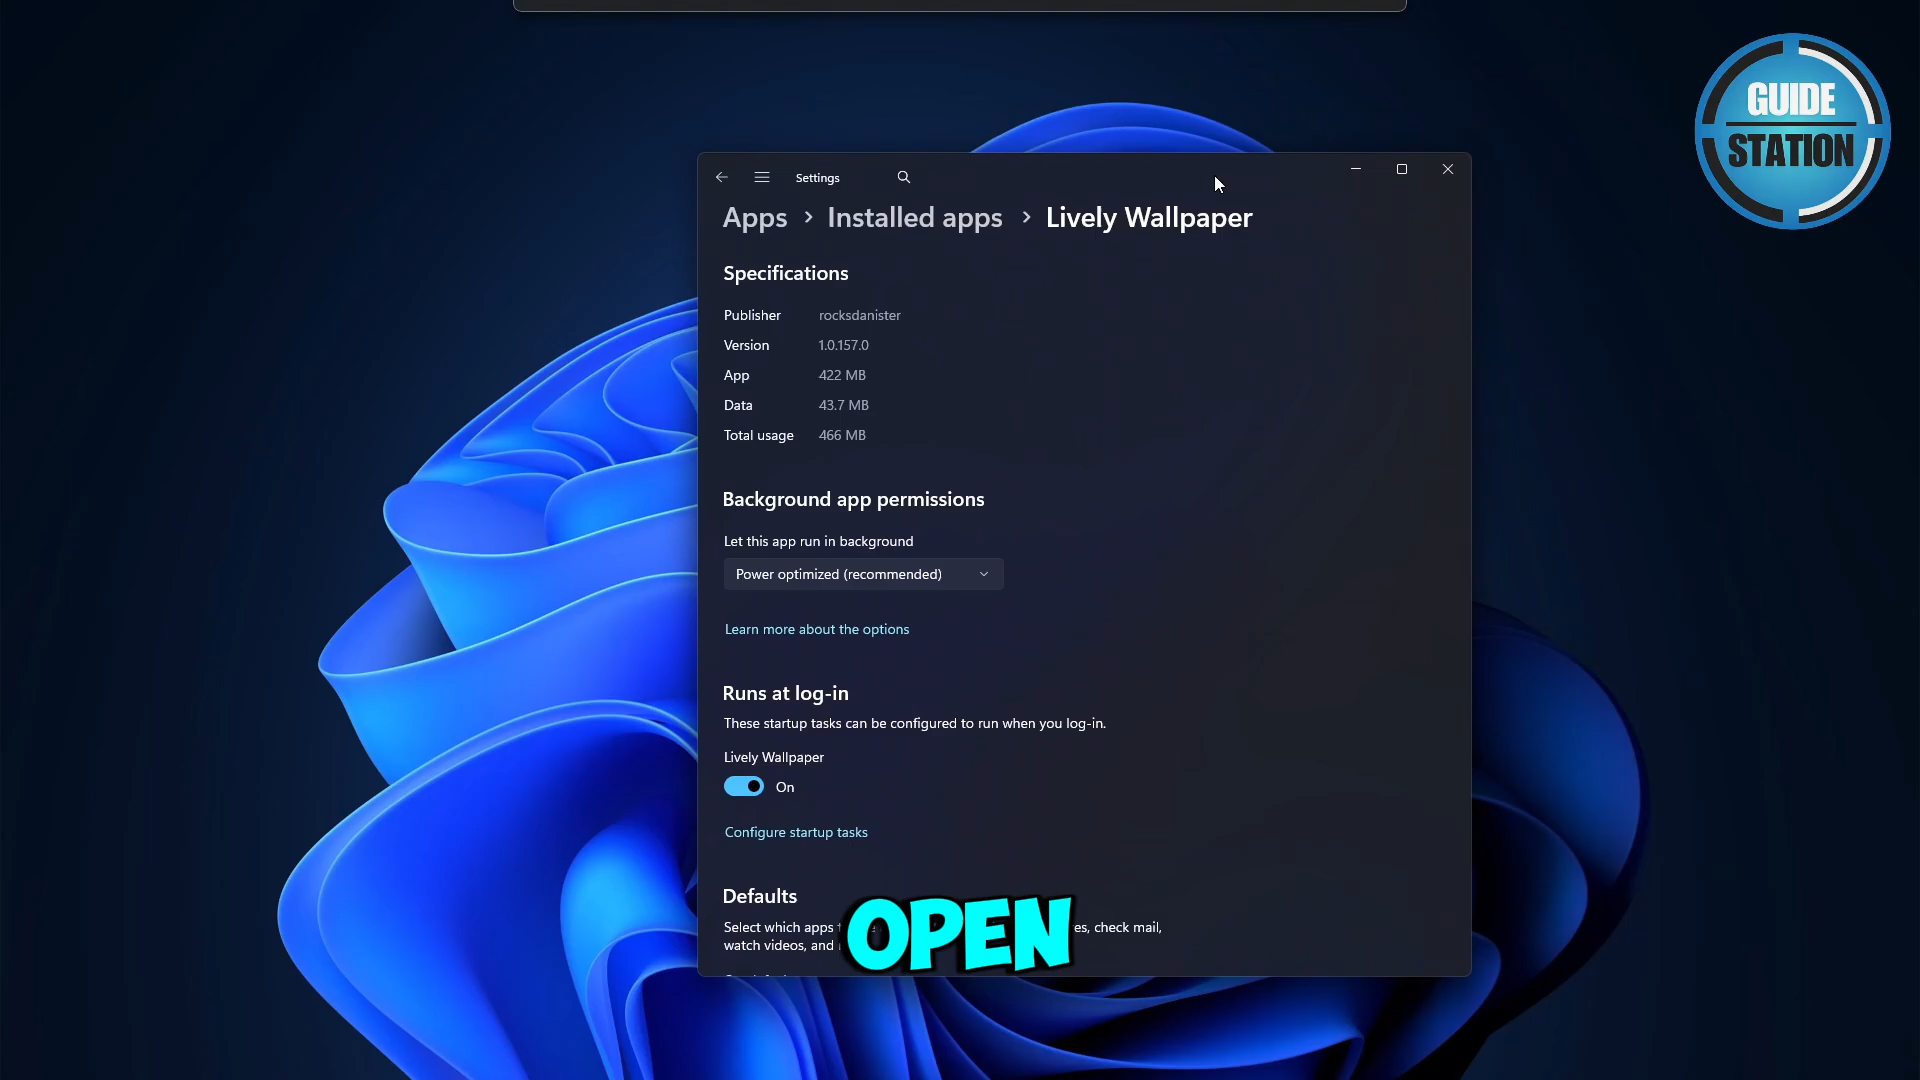 GUIDE
STATION
Settings
Apps > Installed apps > Lively Wallpaper
Specifications
Publisher rocksdanister
Version 1.0.157.0
App 422 MB
Data 43.7 MB
Total usage 466 MB
Background app permissions
Let this app run in background
Power optimized (recommended)
Learn more about the options
Runs at log-in
These startup tasks can be configured to run when you log-in.
Lively Wallpaper
On
Configure startup tasks
Defaults
Select which apps es, check mail,
watch videos, and
OPEN